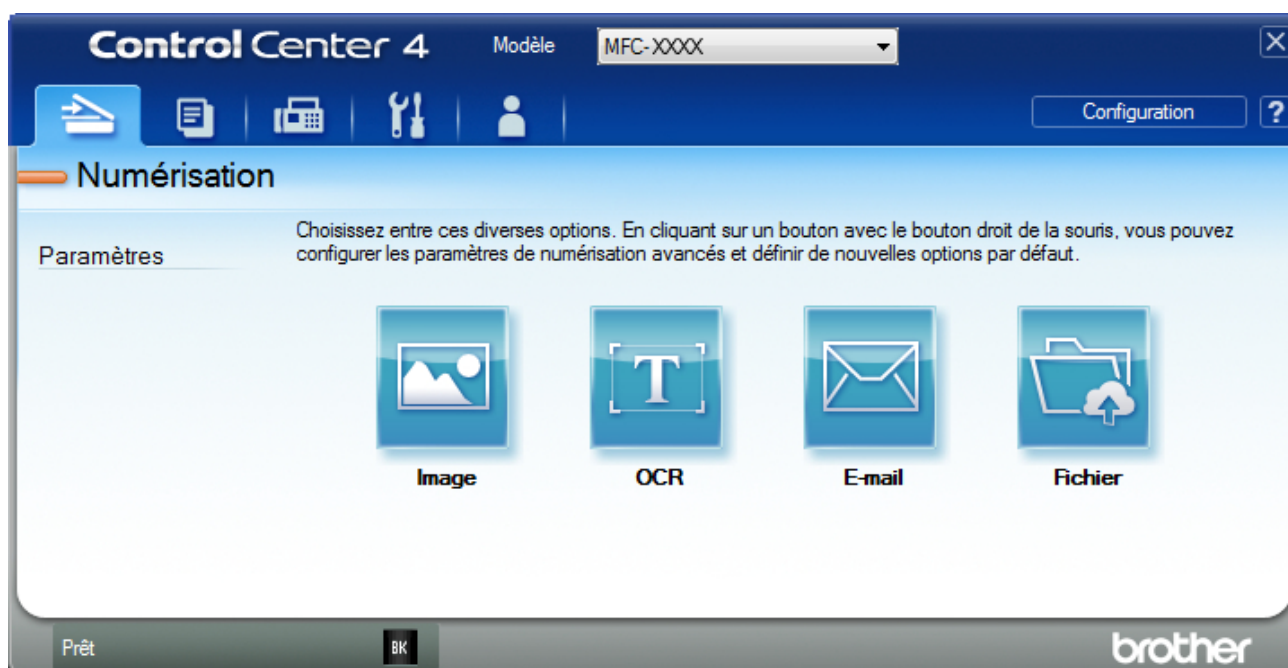 Control Center 4
Modèle
MFC-XXXX
Configuration
?
Numérisation
Paramètres
Choisissez entre ces diverses options. En cliquant sur un bouton avec le bouton droit de la souris, vous pouvez
configurer les paramètres de numérisation avancés et définir de nouvelles options par défaut.
T
Image
OCR
E-mail
Fichier
Prêt
BK
brother